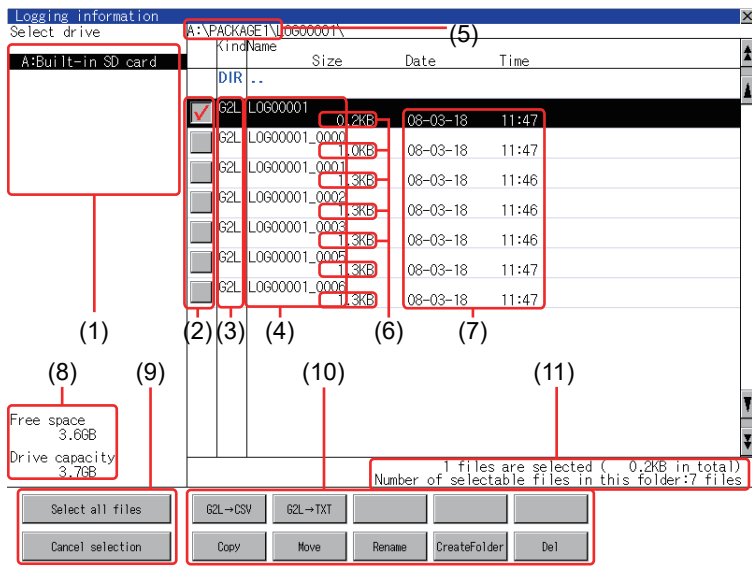 Logging information
Select drive
A:\PACKAGE1\LOG00001\
(5)
Kind Name
Size Date Time
A:Built-in SD card
DIR ..
G2L LOG00001
0.2KB 08-03-18 11:47
G2L LOG00001_0000
1.0KB 08-03-18 11:47
G2L LOG00001_0001
1.3KB 08-03-18 11:46
G2L LOG00001_0002
1.3KB 08-03-18 11:46
G2L LOG00001_0003
1.3KB 08-03-18 11:46
G2L LOG00001_0005
1.3KB 08-03-18 11:47
G2L LOG00001_0006
1.3KB 08-03-18 11:47
(1) (2) (3) (4) (6) (7)
(8) (9) (10) (11)
Free space
3.6GB
Drive capacity
3.7GB
1 files are selected ( 0.2KB in total)
Number of selectable files in this folder:7 files
Select all files G2L→CSV G2L→TXT
Cancel selection Copy Move Rename CreateFolder Del